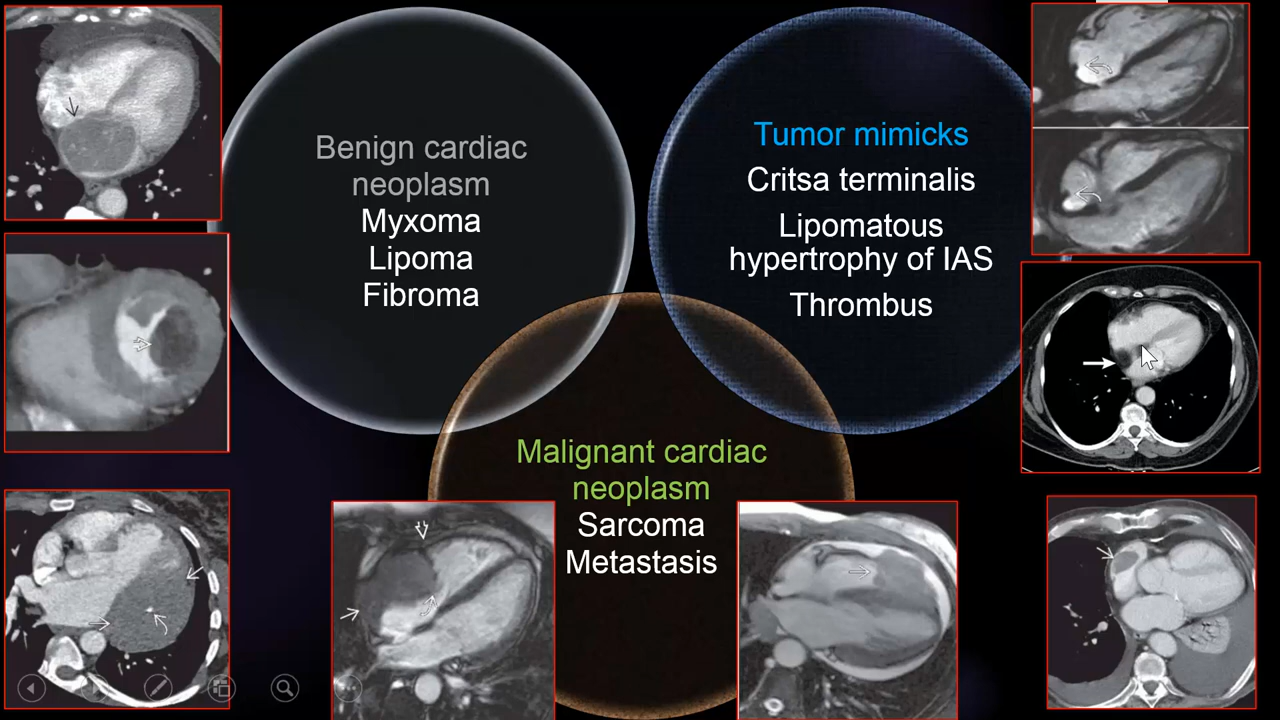 Benign cardiac
neoplasm
Myxoma
Lipoma
Fibroma
Tumor mimicks
Critsa terminalis
Lipomatous
hypertrophy of IAS
Thrombus
Malignant cardiac
neoplasm
Sarcoma
Metastasis